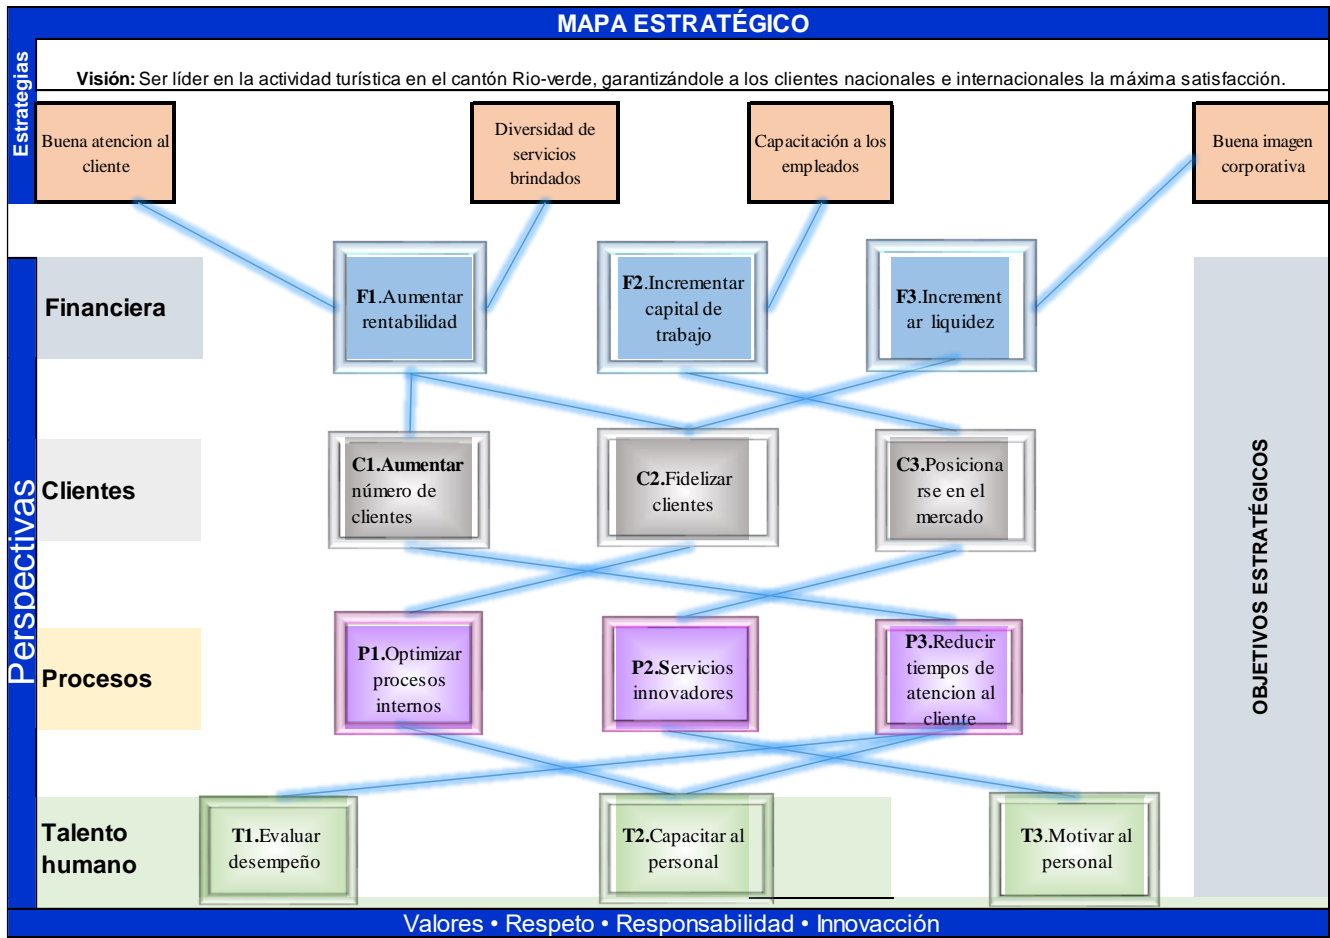 MAPA ESTRATÉGICO
Estrategias
Visión: Ser líder en la actividad turística en el cantón Rio-verde, garantizándole a los clientes nacionales e internacionales la máxima satisfacción.
Buena atencion al
cliente
Diversidad de
servicios
brindados
Capacitación a los
empleados
Buena imagen
corporativa
Perspectivas
Financiera
F1.Aumentar
rentabilidad
F2.Incrementar
capital de
trabajo
F3.Increment
ar liquidez
OBJETIVOS ESTRATÉGICOS
Clientes
C1.Aumentar
número de
clientes
C2.Fidelizar
clientes
C3.Posiciona
rse en el
mercado
Procesos
P1.Optimizar
procesos
internos
P2.Servicios
innovadores
P3.Reducir
tiempos de
atencion al
cliente
Talento
humano
T1.Evaluar
desempeño
T2.Capacitar al
personal
T3.Motivar al
personal
Valores • Respeto • Responsabilidad • Innovacción